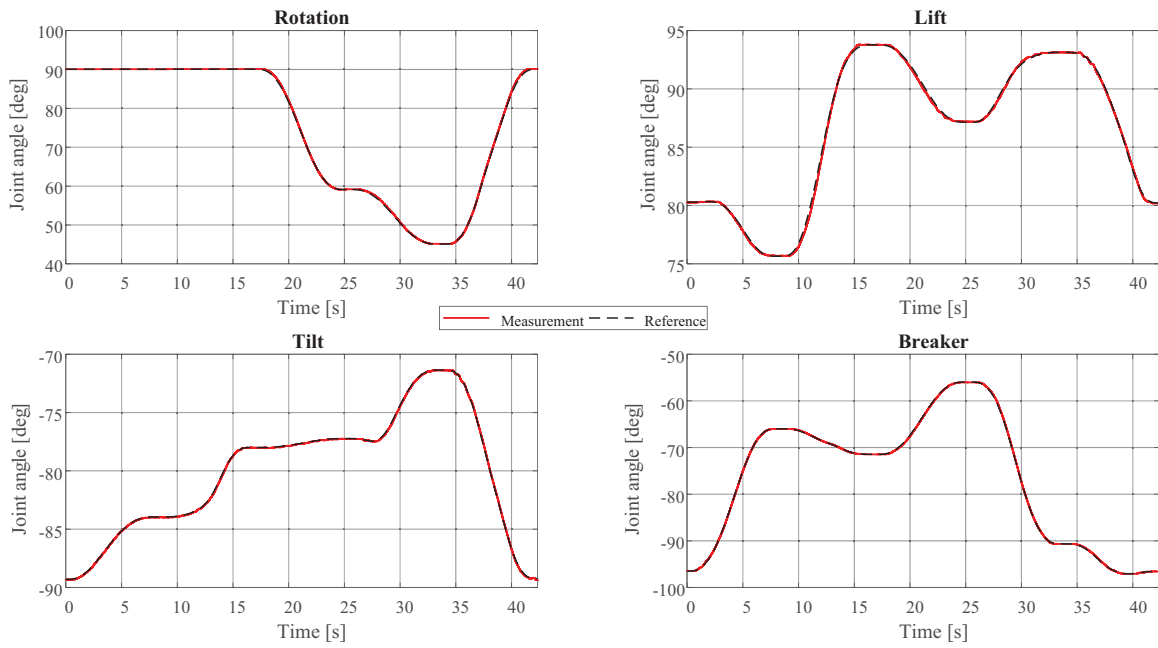 Rotation
100
90
80
70
60
50
40
Joint angle [deg]
0 5 10 15 20 25 30 35 40
Time [s]
Lift
95
90
85
80
75
Joint angle [deg]
0 5 10 15 20 25 30 35 40
Time [s]
Measurement Reference
Tilt
-70
-75
-80
-85
-90
Joint angle [deg]
0 5 10 15 20 25 30 35 40
Time [s]
Breaker
-50
-60
-70
-80
-90
-100
Joint angle [deg]
0 5 10 15 20 25 30 35 40
Time [s]